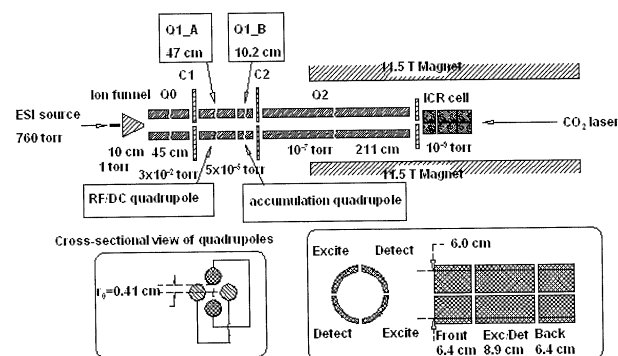 Q1_A
47 cm
Q1_B
10.2 cm
11.5 T Magnet
C1
C2
Ion funnel
Q0
Q2
ICR cell
ESI source
760 torr
CO2 laser
10 cm
1 torr
45 cm
3x10⁻² torr
5x10⁻⁵ torr
10⁻⁷ torr
211 cm
10⁻⁹ torr
11.5 T Magnet
RF/DC quadrupole
accumulation quadrupole
Cross-sectional view of quadrupoles
r0=0.41 cm
Excite
Detect
6.0 cm
Detect
Excite
Front
Exc/Det
Back
6.4 cm
8.9 cm
6.4 cm